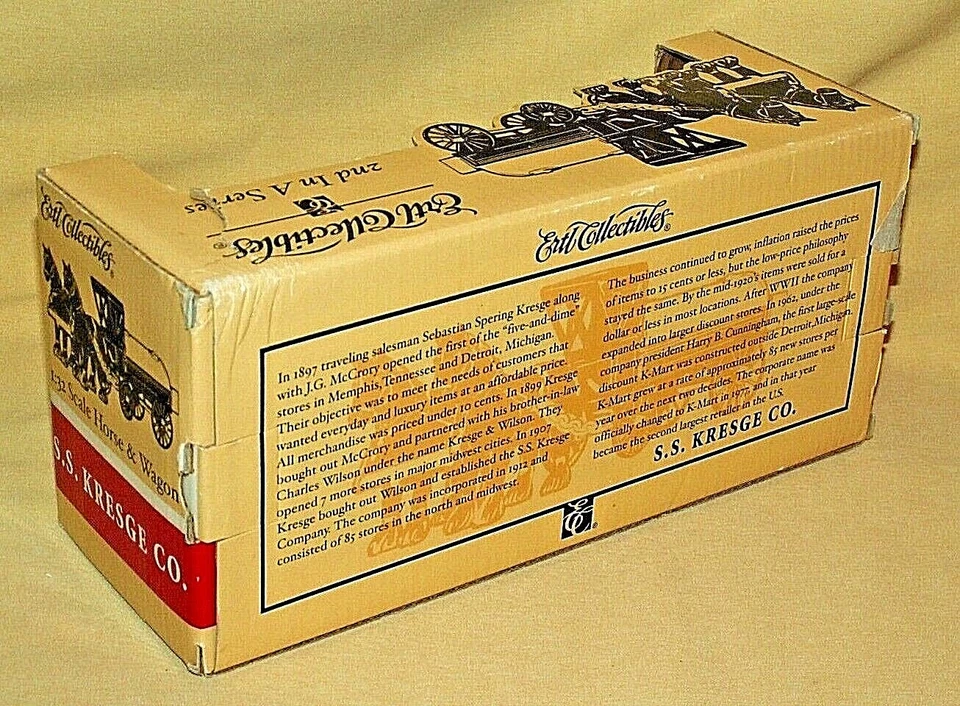 2nd In A Series
Ertl Collectibles®
Ertl Collectibles®
1:32 Scale Horse & Wagon
S.S. KRESGE CO.
Ertl Collectibles®
In 1897 traveling salesman Sebastian Spering Kresge along
with J.G. McCrory opened the first of the "five-and-dime"
stores in Memphis, Tennessee and Detroit, Michigan.
Their objective was to meet the needs of customers that
wanted everyday and luxury items at an affordable price.
All merchandise was priced under 10 cents. In 1899 Kresge
bought out McCrory and partnered with his brother-in-law
Charles Wilson under the name Kresge & Wilson. They
opened 7 more stores in major midwest cities. In 1907
Kresge bought out Wilson and established the S.S. Kresge
Company. The company was incorporated in 1912 and
consisted of 85 stores in the north and midwest.
The business continued to grow, inflation raised the prices
of items to 15 cents or less, but the low-price philosophy
stayed the same. By the mid-1920's items were sold for a
dollar or less in most locations. After WWII the company
expanded into larger discount stores. In 1962, under the
company president Harry B. Cunningham, the first large-scale
discount K-Mart was constructed outside Detroit, Michigan.
K-Mart grew at a rate of approximately 85 new stores per
year over the next two decades. The corporate name was
officially changed to K-Mart in 1977, and in that year
became the second largest retailer in the U.S.
S.S. KRESGE CO.